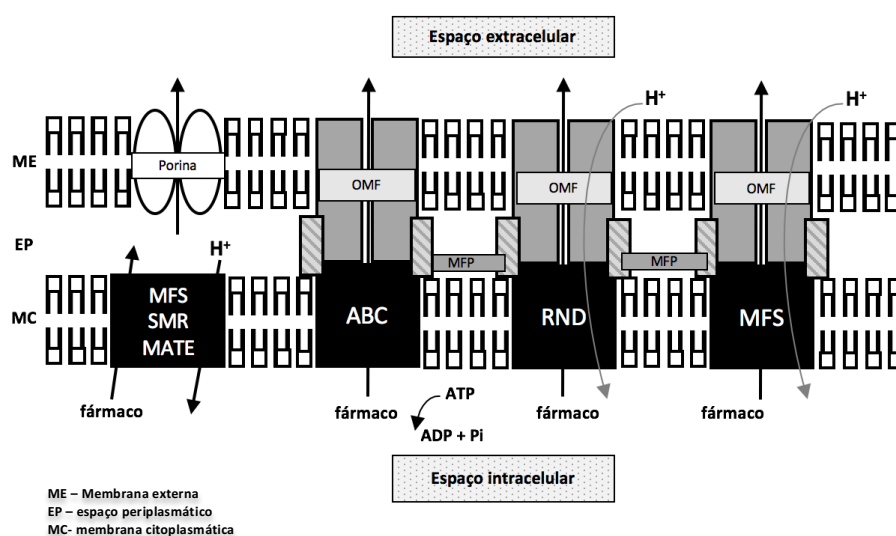 Espaço extracelular
H⁺
H⁺
ME
Porina
OMF
OMF
OMF
EP
H⁺
MFP
MFP
MC
MFS
SMR
MATE
ABC
RND
MFS
fármaco
fármaco
ATP
ADP + Pi
fármaco
fármaco
Espaço intracelular
ME – Membrana externa
EP – espaço periplasmático
MC- membrana citoplasmática